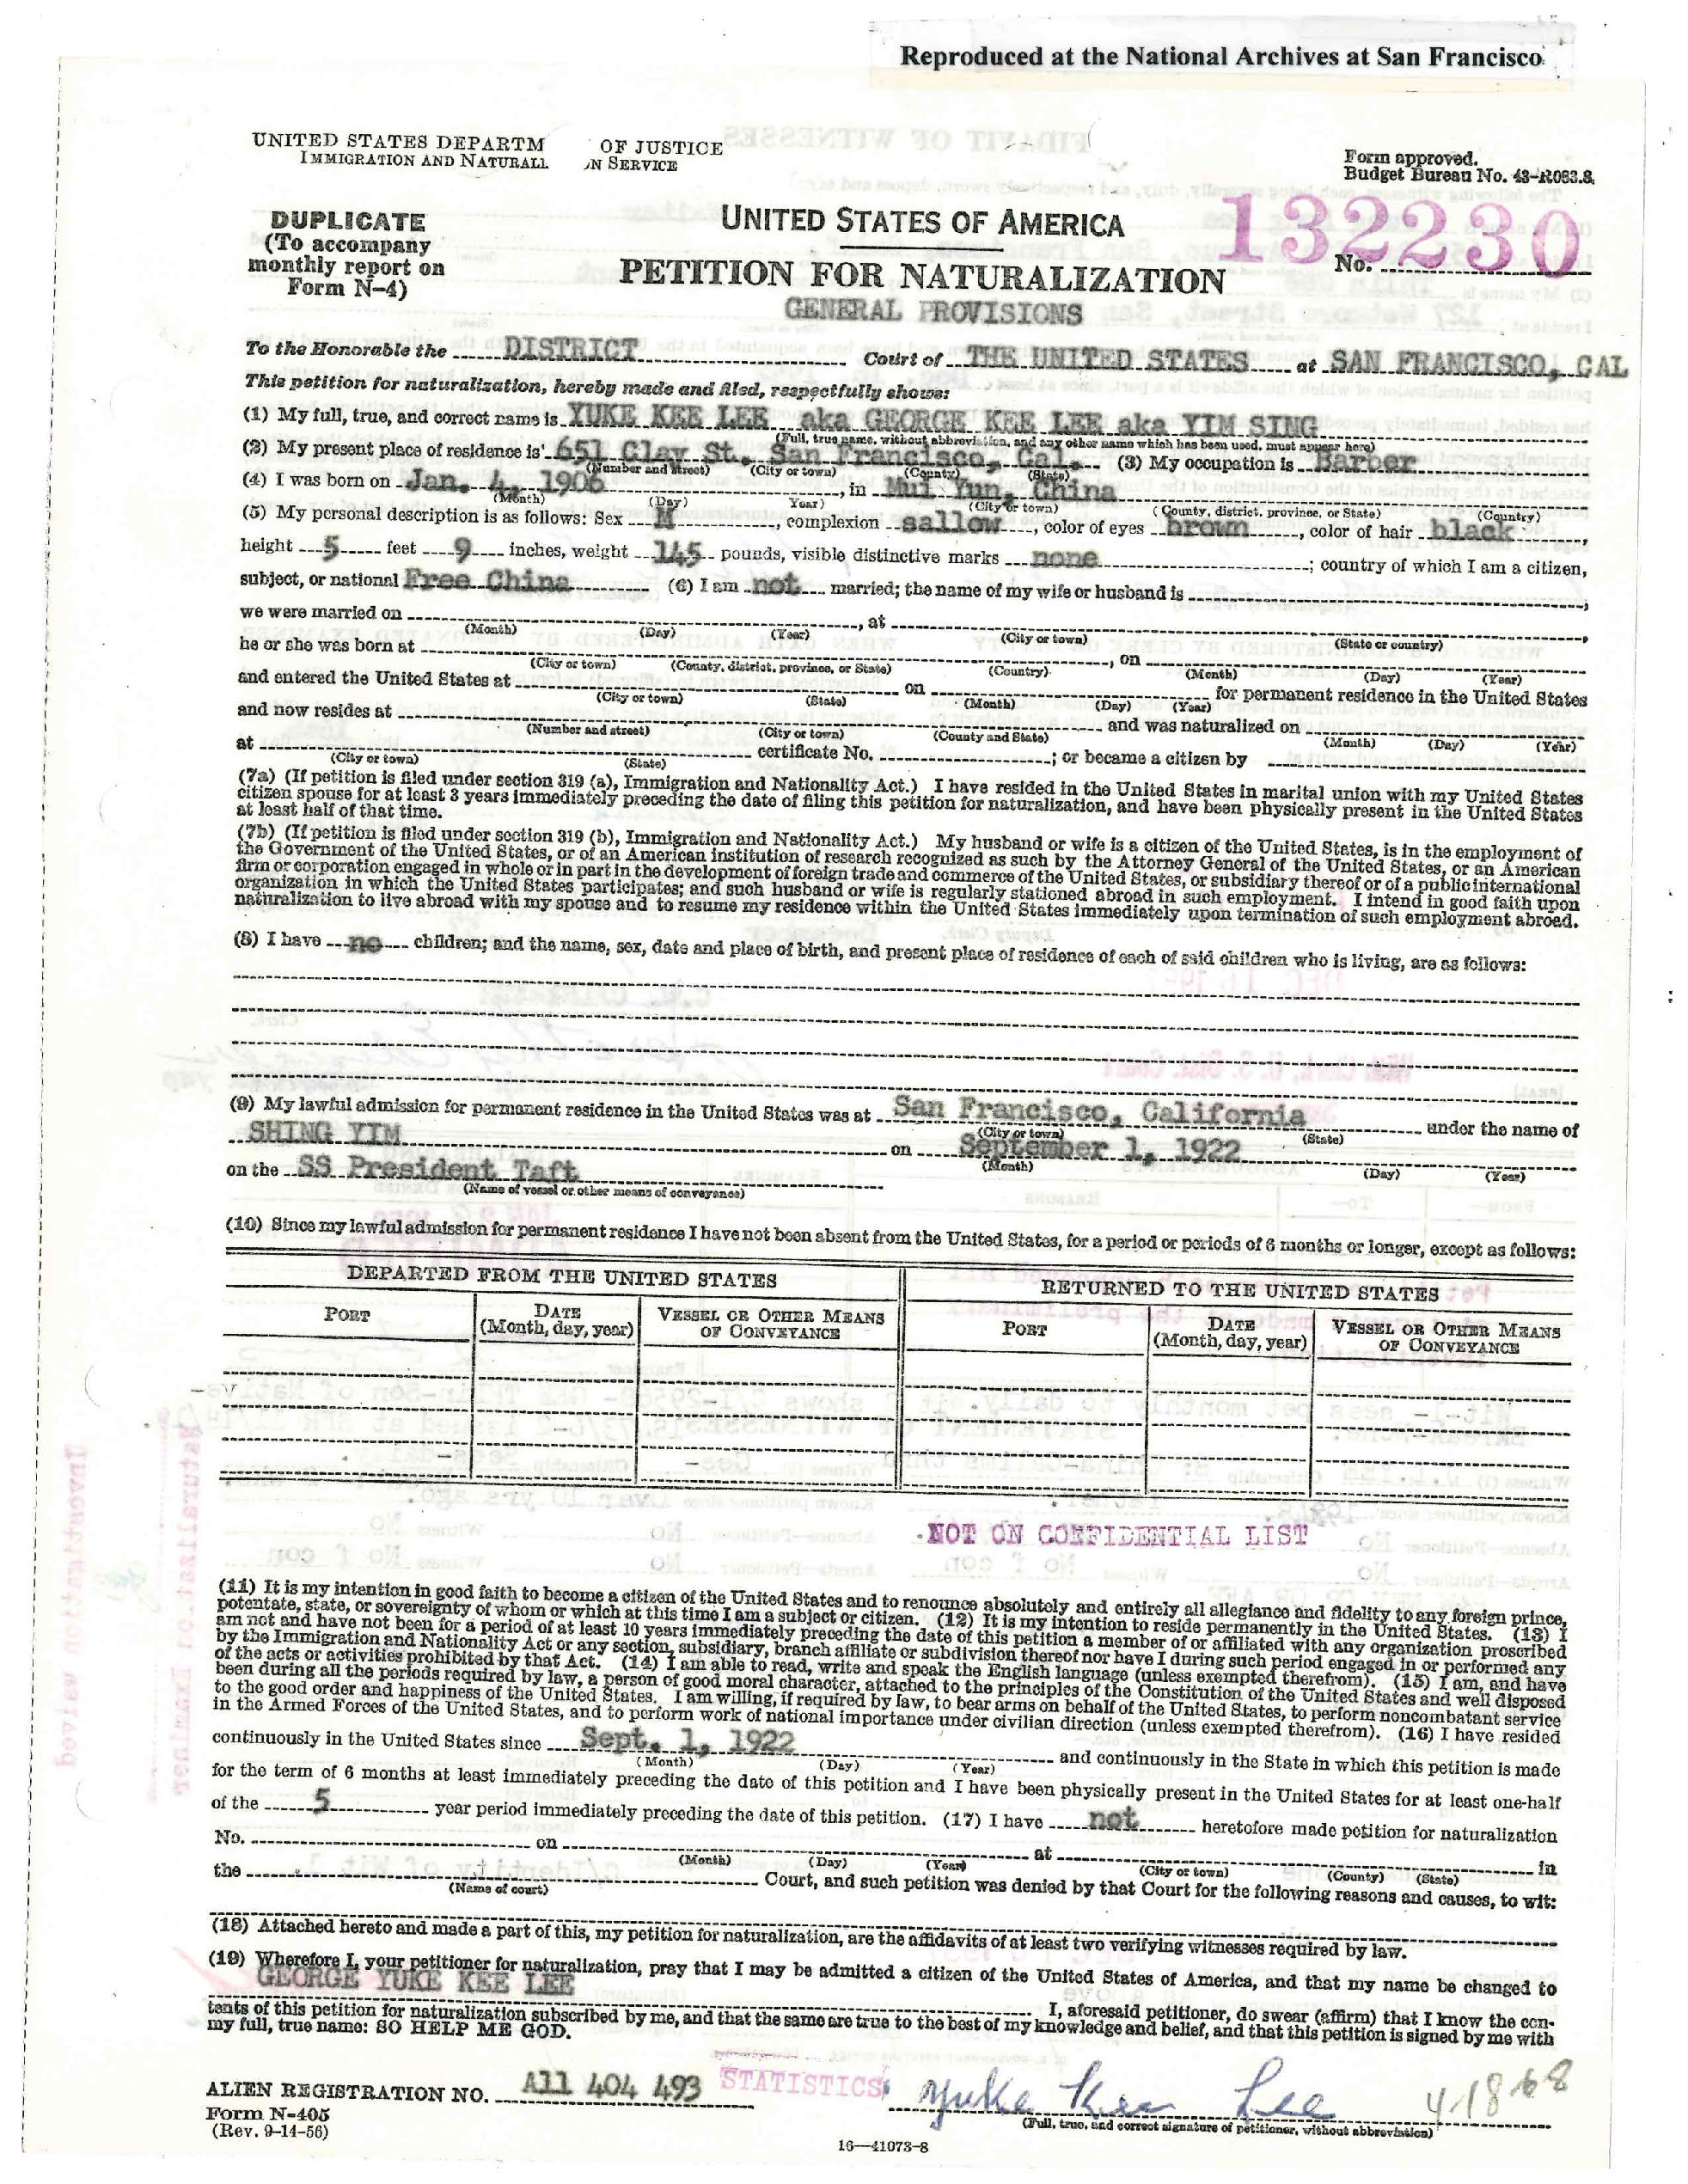 Reproduced at the National Archives at San Francisco
UNITED STATES DEPARTM OF JUSTICE
IMMIGRATION AND NATURALI N SERVICE
Form approved.
Budget Bureau No. 43-R083.8.
DUPLICATE
(To accompany
monthly report on
Form N-4)
UNITED STATES OF AMERICA
PETITION FOR NATURALIZATION
GENERAL PROVISIONS
No. 132230
To the Honorable the DISTRICT Court of THE UNITED STATES at SAN FRANCISCO, CAL
This petition for naturalization, hereby made and filed, respectfully shows:
(1) My full, true, and correct name is YUKE KEE LEE aka GEORGE KEE LEE aka YIM SING
(Full, true name, without abbreviation, and any other name which has been used, must appear here)
(2) My present place of residence is 651 Clay St. San Francisco, Cal. (3) My occupation is Barber
(Number and street) (City or town) (County) (State)
(4) I was born on Jan. 4, 1906, in Mui Yun, China
(Month) (Day) Year) (City or town) (County, district, province, or State) (Country)
(5) My personal description is as follows: Sex M, complexion sallow, color of eyes brown, color of hair black,
height 5 feet 9 inches, weight 145 pounds, visible distinctive marks none; country of which I am a citizen,
subject, or national Free China (6) I am not married; the name of my wife or husband is
we were married on , at
(Month) (Day) (Year) (City or town) (State or country)
he or she was born at , on
(City or town) (County, district, province, or State) (Country) (Month) (Day) (Year)
and entered the United States at on for permanent residence in the United States
(City or town) (State) (Month) (Day) (Year)
and now resides at and was naturalized on
(Number and street) (City or town) (County and State) (Month) (Day) (Year)
at certificate No. ; or became a citizen by
(City or town) (State)
(7a) (If petition is filed under section 319 (a), Immigration and Nationality Act.) I have resided in the United States in marital union with my United States
citizen spouse for at least 3 years immediately preceding the date of filing this petition for naturalization, and have been physically present in the United States
at least half of that time.
(7b) (If petition is filed under section 319 (b), Immigration and Nationality Act.) My husband or wife is a citizen of the United States, is in the employment of
the Government of the United States, or of an American institution of research recognized as such by the Attorney General of the United States, or an American
firm or corporation engaged in whole or in part in the development of foreign trade and commerce of the United States, or subsidiary thereof or of a public international
organization in which the United States participates; and such husband or wife is regularly stationed abroad in such employment. I intend in good faith upon
naturalization to live abroad with my spouse and to resume my residence within the United States immediately upon termination of such employment abroad.
(8) I have no children; and the name, sex, date and place of birth, and present place of residence of each of said children who is living, are as follows:
(9) My lawful admission for permanent residence in the United States was at San Francisco, California under the name of
(City or town) (State)
SHING YIM on September 1, 1922
(Month) (Day) (Year)
on the SS President Taft
(Name of vessel or other means of conveyance)
(10) Since my lawful admission for permanent residence I have not been absent from the United States, for a period or periods of 6 months or longer, except as follows:
DEPARTED FROM THE UNITED STATES RETURNED TO THE UNITED STATES
PORT DATE (Month, day, year) VESSEL OR OTHER MEANS OF CONVEYANCE PORT DATE (Month, day, year) VESSEL OR OTHER MEANS OF CONVEYANCE
NOT ON CONFIDENTIAL LIST
(11) It is my intention in good faith to become a citizen of the United States and to renounce absolutely and entirely all allegiance and fidelity to any foreign prince,
potentate, state, or sovereignty of whom or which at this time I am a subject or citizen. (12) It is my intention to reside permanently in the United States. (13) I
am not and have not been for a period of at least 10 years immediately preceding the date of this petition a member of or affiliated with any organization proscribed
by the Immigration and Nationality Act or any section, subsidiary, branch affiliate or subdivision thereof nor have I during such period engaged in or performed any
of the acts or activities prohibited by that Act. (14) I am able to read, write and speak the English language (unless exempted therefrom). (15) I am, and have
been during all the periods required by law, a person of good moral character, attached to the principles of the Constitution of the United States and well disposed
to the good order and happiness of the United States. I am willing, if required by law, to bear arms on behalf of the United States, to perform noncombatant service
in the Armed Forces of the United States, and to perform work of national importance under civilian direction (unless exempted therefrom). (16) I have resided
continuously in the United States since Sept. 1, 1922 and continuously in the State in which this petition is made
(Month) (Day) (Year)
for the term of 6 months at least immediately preceding the date of this petition and I have been physically present in the United States for at least one-half
of the 5 year period immediately preceding the date of this petition. (17) I have not heretofore made petition for naturalization
No. on at in
(Month) (Day) (Year) (City or town) (County) (State)
the Court, and such petition was denied by that Court for the following reasons and causes, to wit:
(Name of court)
(18) Attached hereto and made a part of this, my petition for naturalization, are the affidavits of at least two verifying witnesses required by law.
(19) Wherefore I, your petitioner for naturalization, pray that I may be admitted a citizen of the United States of America, and that my name be changed to
GEORGE YUKE KEE LEE
I, aforesaid petitioner, do swear (affirm) that I know the con-
tents of this petition for naturalization subscribed by me, and that the same are true to the best of my knowledge and belief, and that this petition is signed by me with
my full, true name: SO HELP ME GOD.
ALIEN REGISTRATION NO. A11 404 493 STATISTICS Yuke Kee Lee 4-18-68
(Full, true, and correct signature of petitioner, without abbreviation)
Form N-405
(Rev. 9-14-56)
16—41073-8